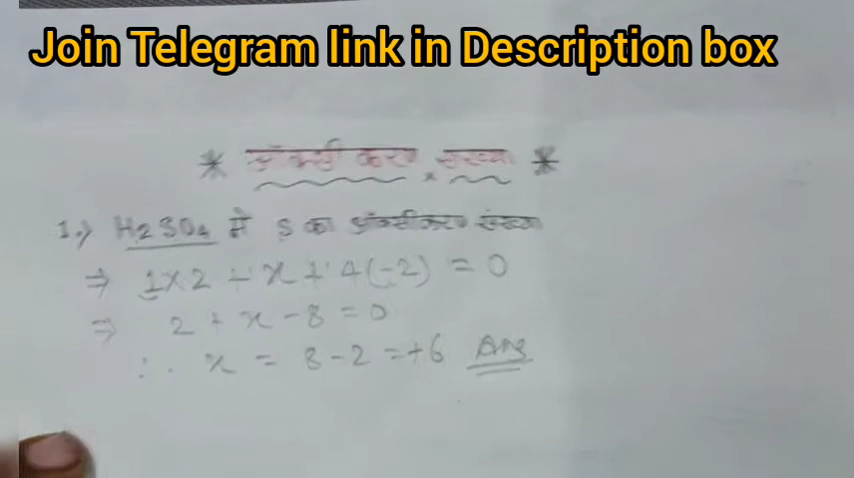 Join Telegram link in Description box
* ऑक्सीकरण संख्या *
1.) H2SO4 में S का ऑक्सीकरण संख्या
⇒ 1×2 + x + 4(-2) = 0
⇒ 2 + x - 8 = 0
∴ x = 8 - 2 = +6 Ans